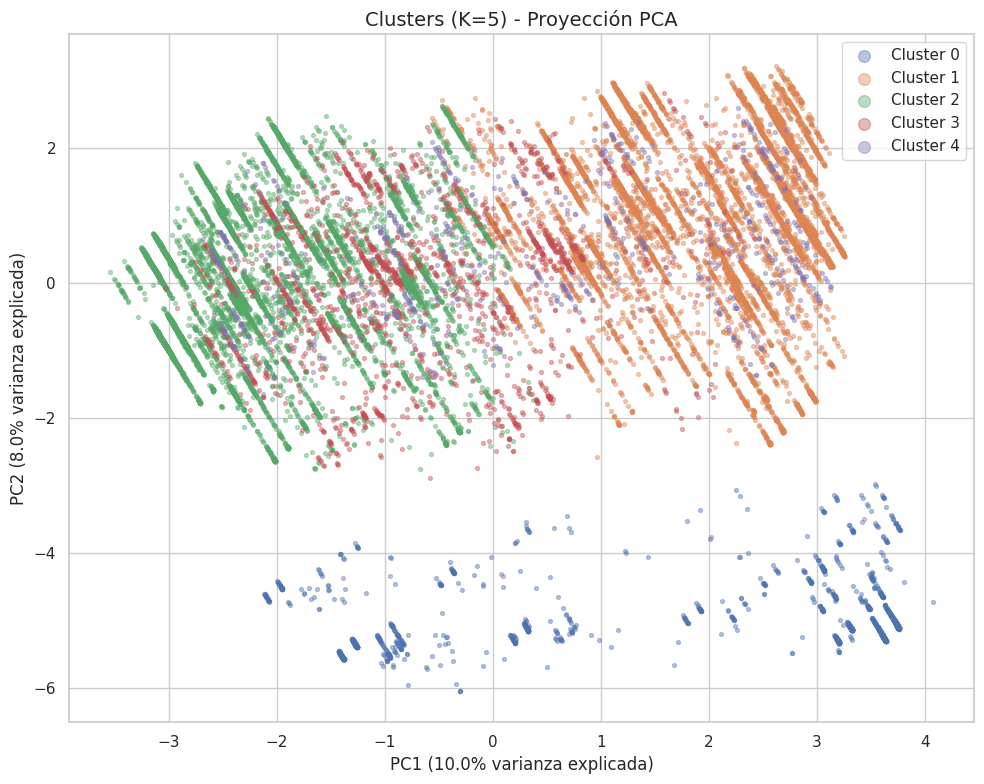 Clusters (K=5) - Proyección PCA
Cluster 0
Cluster 1
Cluster 2
Cluster 3
Cluster 4
PC2 (8.0% varianza explicada)
2
0
−2
−4
−6
−3
−2
−1
0
1
2
3
4
PC1 (10.0% varianza explicada)